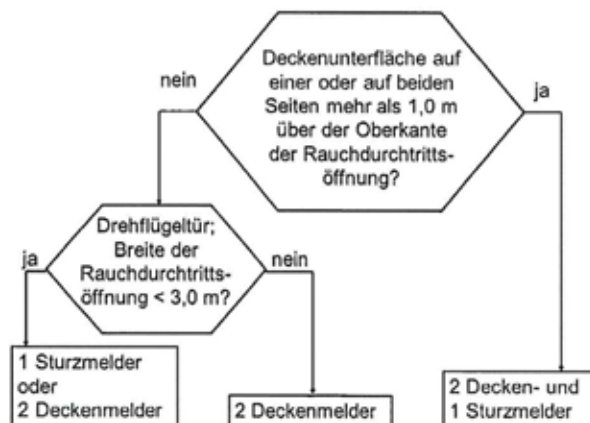 Deckenunterfläche auf
einer oder auf beiden
Seiten mehr als 1,0 m
über der Oberkante
der Rauchdurchtritts-
öffnung?
nein
ja
Drehflügeltür;
Breite der
Rauchdurchtritts-
öffnung < 3,0 m?
ja
nein
1 Sturzmelder
oder
2 Deckenmelder
2 Deckenmelder
2 Decken- und
1 Sturzmelder